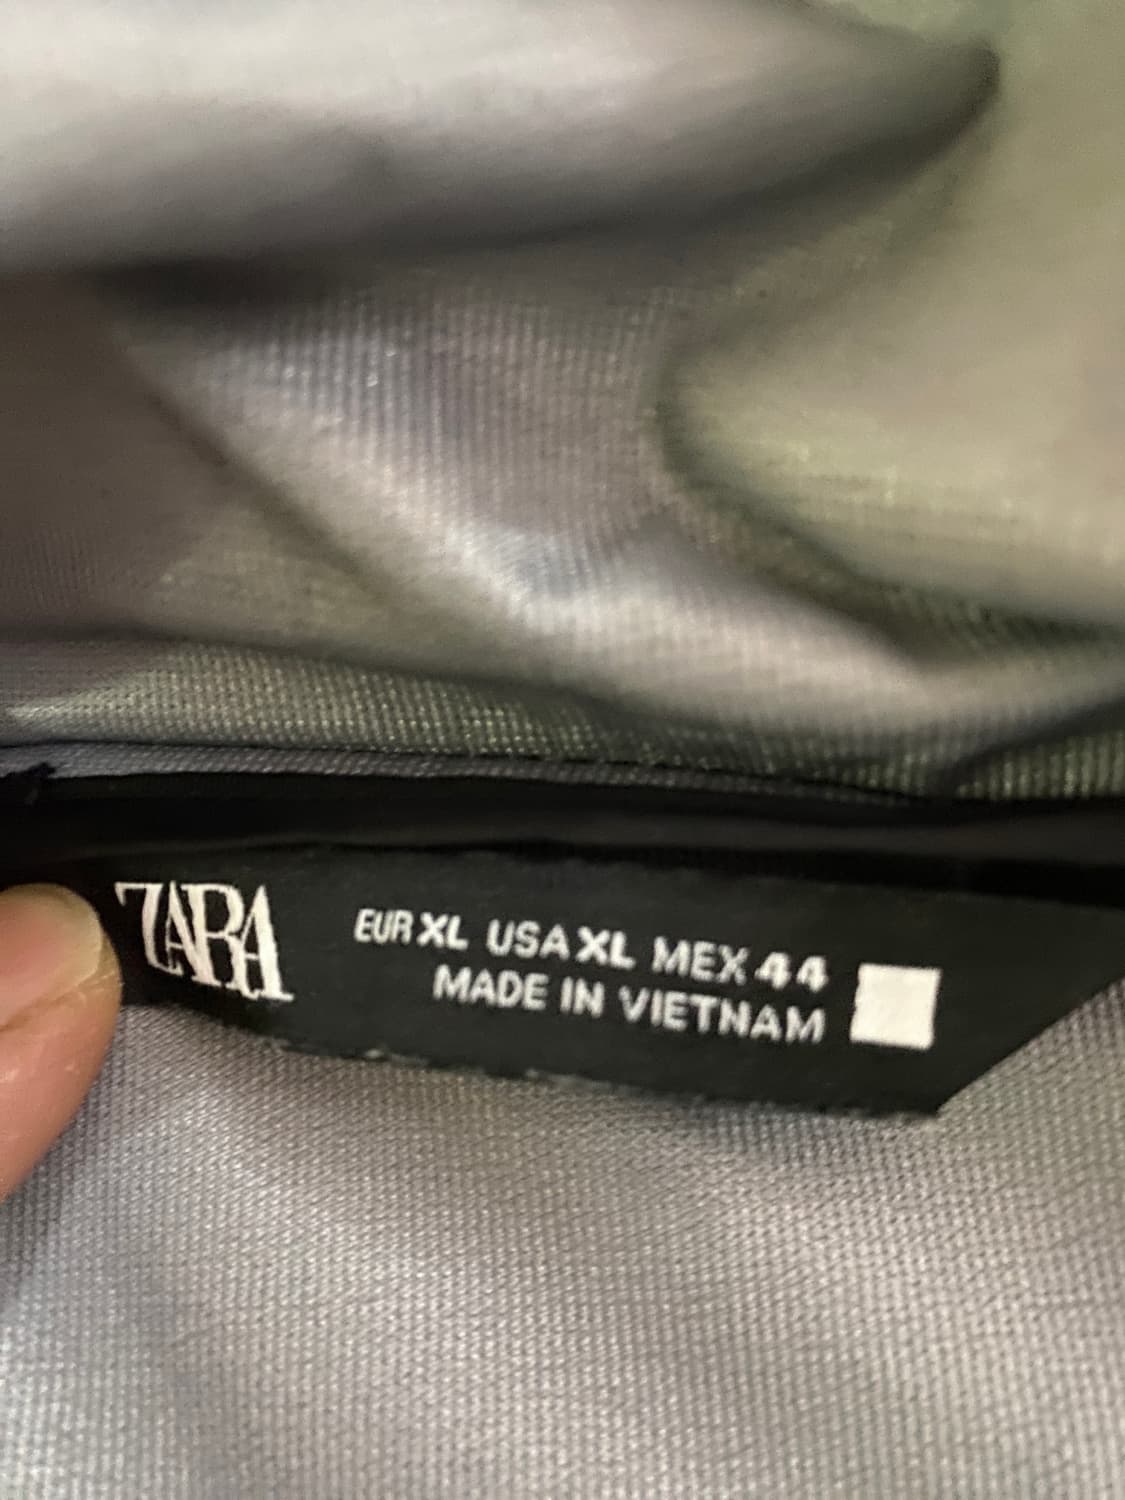 ZARA
EUR XL USA XL MEX 44
MADE IN VIETNAM